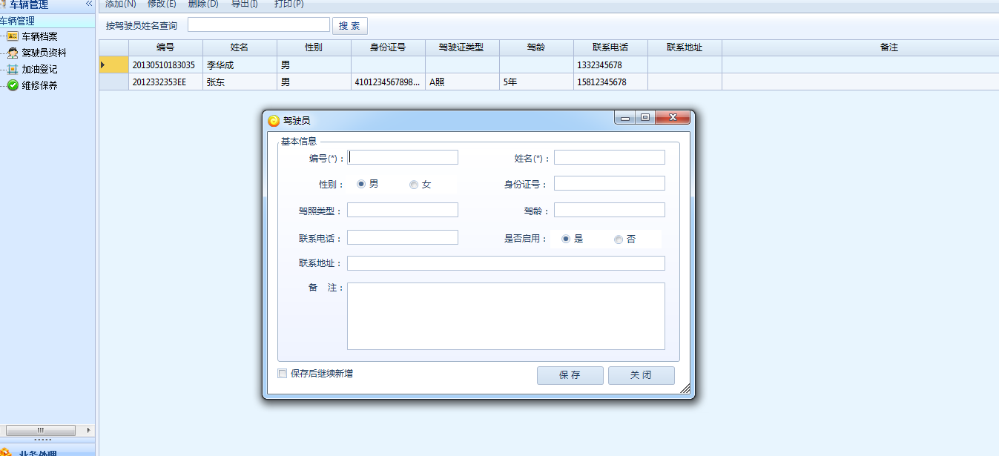 车辆管理 «
添加(N) 修改(E) 删除(D) 导出(I) 打印(P)
车辆管理
车辆档案
驾驶员资料
加油登记
维修保养
按驾驶员姓名查询 搜 索
编号 姓名 性别 身份证号 驾驶证类型 驾龄 联系电话 联系地址 备注
20130510183035 李华成 男 1332345678
2012332353EE 张东 男 4101234567898... A照 5年 15812345678
驾驶员
基本信息
编号(*)： 姓名(*)：
性别： 男 女 身份证号：
驾照类型： 驾龄：
联系电话： 是否启用： 是 否
联系地址：
备 注：
保存后继续新增 保 存 关 闭
业务处理